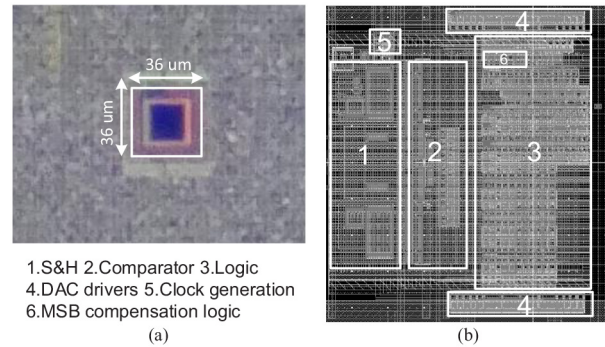 36 um
36 um
1.S&H 2.Comparator 3.Logic
4.DAC drivers 5.Clock generation
6.MSB compensation logic
(a)
4
5
6
1
2
3
4
(b)